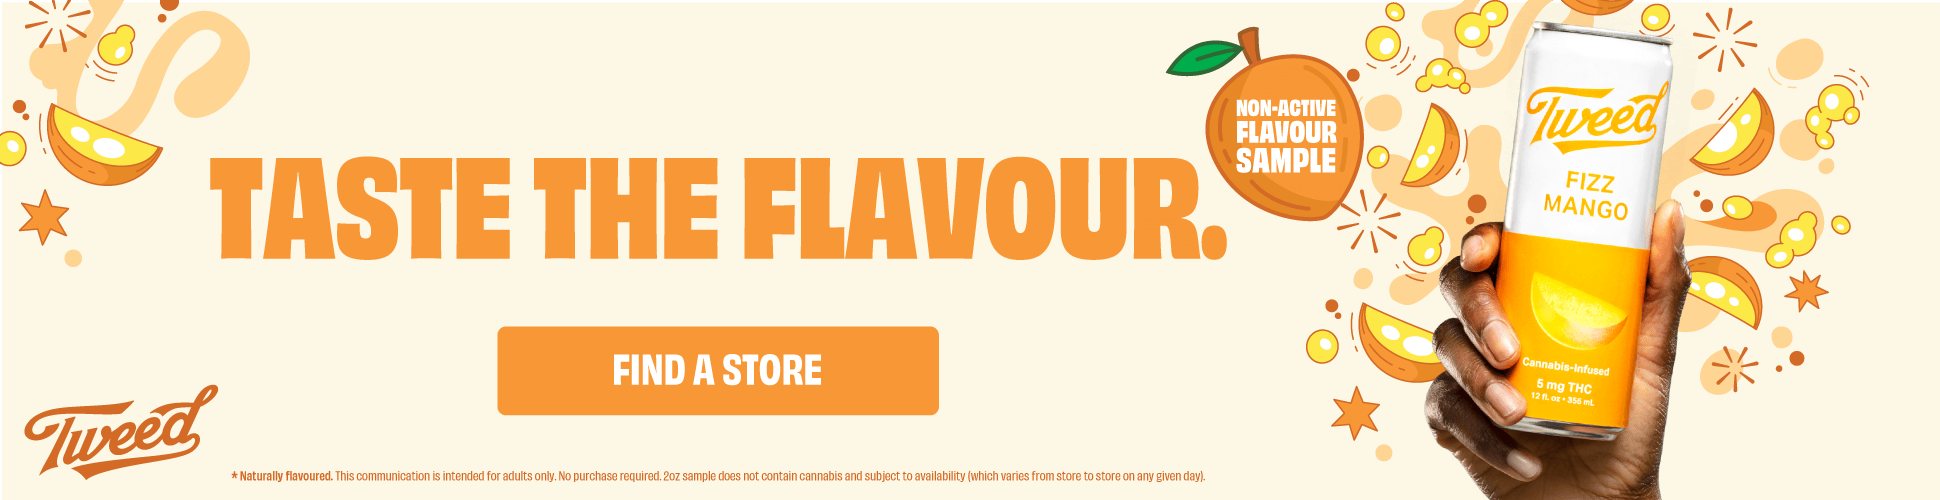 TASTE THE FLAVOUR.
NON-ACTIVE
FLAVOUR
SAMPLE
Tweed
FIZZ
MANGO
Cannabis-Infused
5 mg THC
12 fl. oz • 355 mL
FIND A STORE
Tweed
* Naturally flavoured. This communication is intended for adults only. No purchase required. 2oz sample does not contain cannabis and subject to availability (which varies from store to store on any given day).